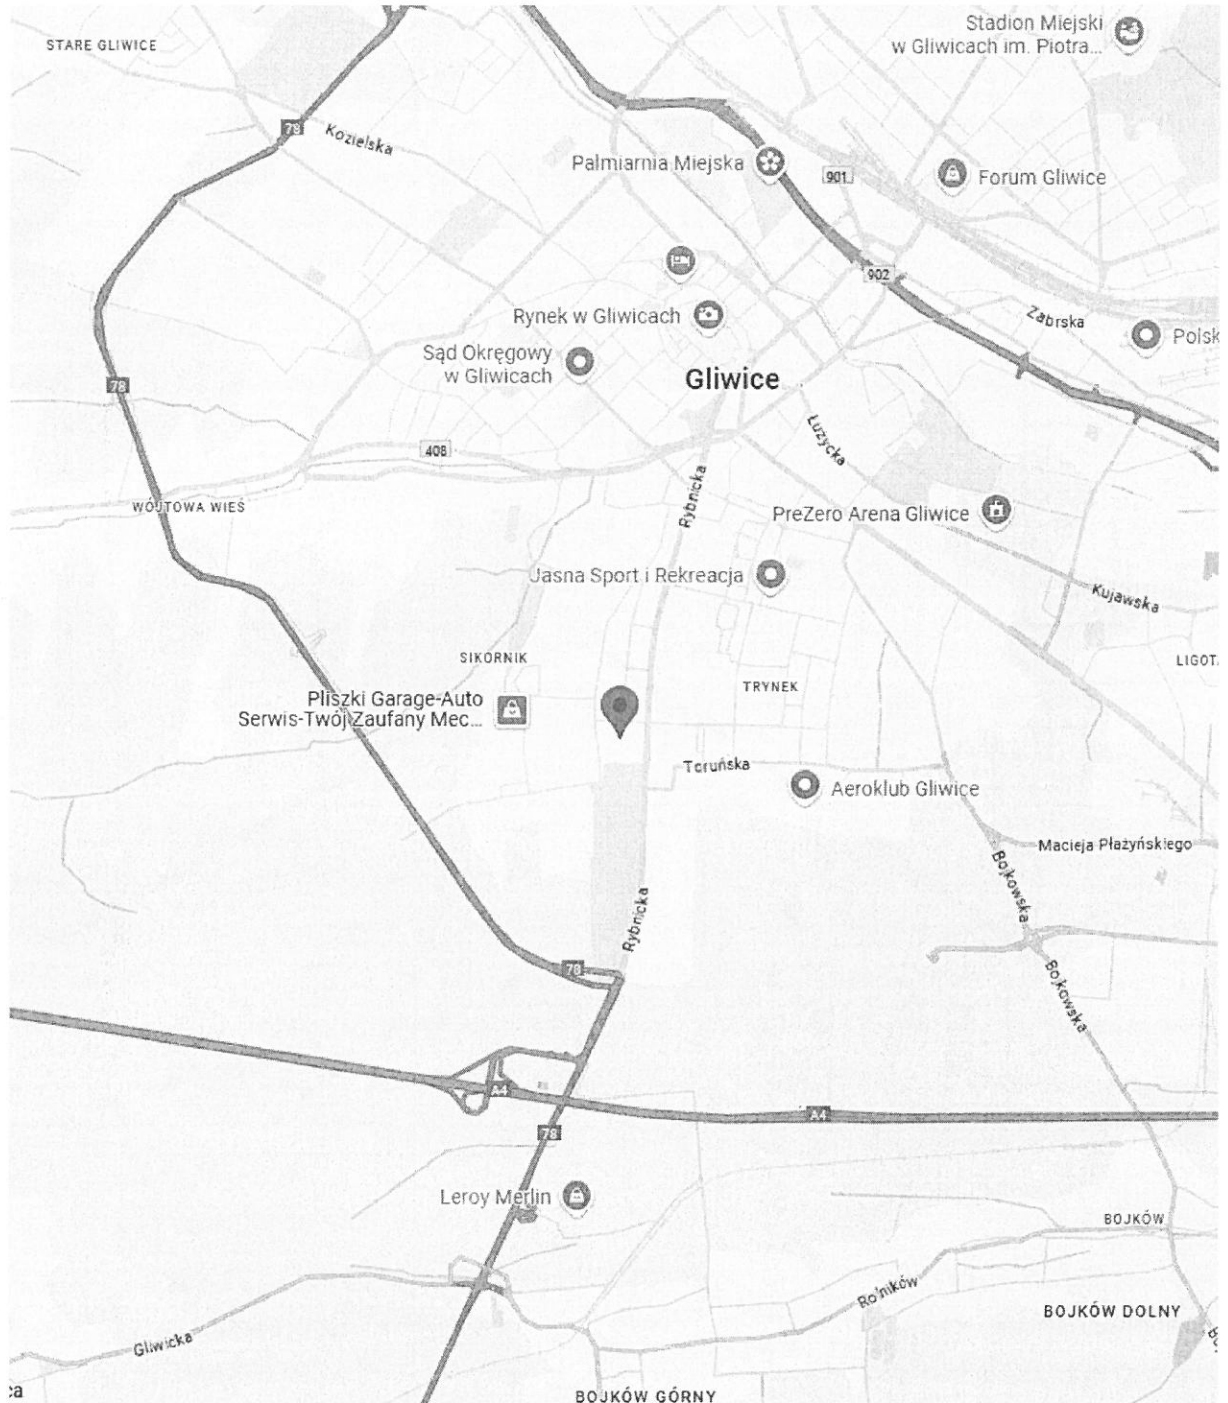 Stadion Miejski
w Gliwicach im. Piotra...
STARE GLIWICE
78
Kozielska
Palmiarnia Miejska
901
Forum Gliwice
902
Rynek w Gliwicach
Zabrska
Polsk
Sąd Okręgowy
w Gliwicach
Gliwice
78
Łużycka
408
Rybnicka
WÓJTOWA WIEŚ
PreZero Arena Gliwice
Jasna Sport i Rekreacja
Kujawska
SIKORNIK
LIGOT
TRYNEK
Pliszki Garage-Auto
Serwis-Twój Zaufany Mec...
Toruńska
Aeroklub Gliwice
Macieja Płażyńskiego
Bojkowska
Rybnicka
78
Bojkowska
A4
A4
78
Leroy Merlin
BOJKÓW
Rolników
BOJKÓW DOLNY
Gliwicka
ca
BOJKÓW GÓRNY